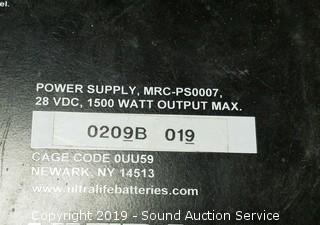 el.
POWER SUPPLY, MRC-PS0007,
28 VDC, 1500 WATT OUTPUT MAX.
0209B 019
CAGE CODE 0UU59
NEWARK, NY 14513
www.ultralifebatteries.com
Copyright 2019 - Sound Auction Service